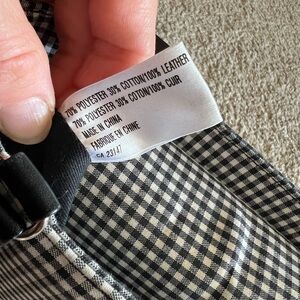 70% POLYESTER 30% COTTON/100% LEATHER
70% POLYESTER 30% COTON/100% CUIR
MADE IN CHINA
FABRIQUE EN CHINE
CA 23147